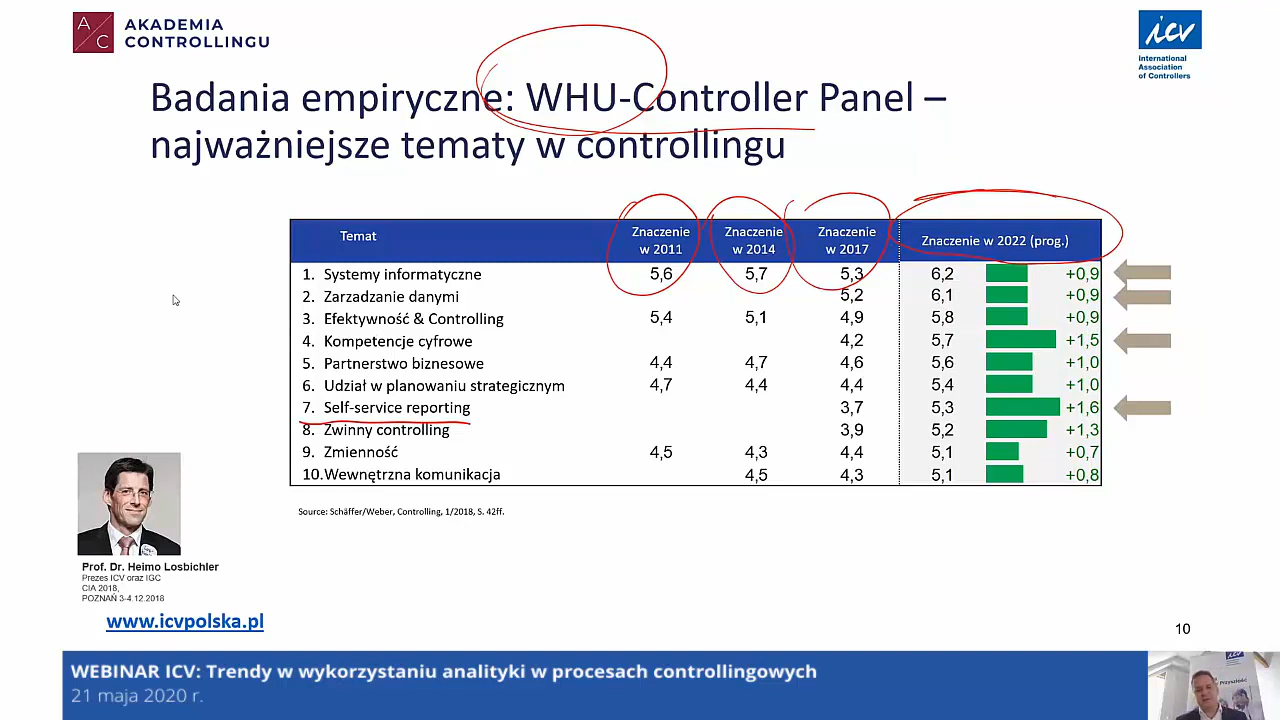 A
C
AKADEMIA
CONTROLLINGU
icv
International
Association
of Controllers
Badania empiryczne: WHU-Controller Panel –
najważniejsze tematy w controllingu
Temat Znaczenie w 2011 Znaczenie w 2014 Znaczenie w 2017 Znaczenie w 2022 (prog.)
1. Systemy informatyczne 5,6 5,7 5,3 6,2 +0,9
2. Zarzadzanie danymi 5,2 6,1 +0,9
3. Efektywność & Controlling 5,4 5,1 4,9 5,8 +0,9
4. Kompetencje cyfrowe 4,2 5,7 +1,5
5. Partnerstwo biznesowe 4,4 4,7 4,6 5,6 +1,0
6. Udział w planowaniu strategicznym 4,7 4,4 4,4 5,4 +1,0
7. Self-service reporting 3,7 5,3 +1,6
8. Zwinny controlling 3,9 5,2 +1,3
9. Zmienność 4,5 4,3 4,4 5,1 +0,7
10.Wewnętrzna komunikacja 4,5 4,3 5,1 +0,8
Source: Schäffer/Weber, Controlling, 1/2018, S. 42ff.
Prof. Dr. Heimo Losbichler
Prezes ICV oraz IGC
CIA 2018,
POZNAŃ 3-4.12.2018
www.icvpolska.pl
10
WEBINAR ICV: Trendy w wykorzystaniu analityki w procesach controllingowych
21 maja 2020 r.